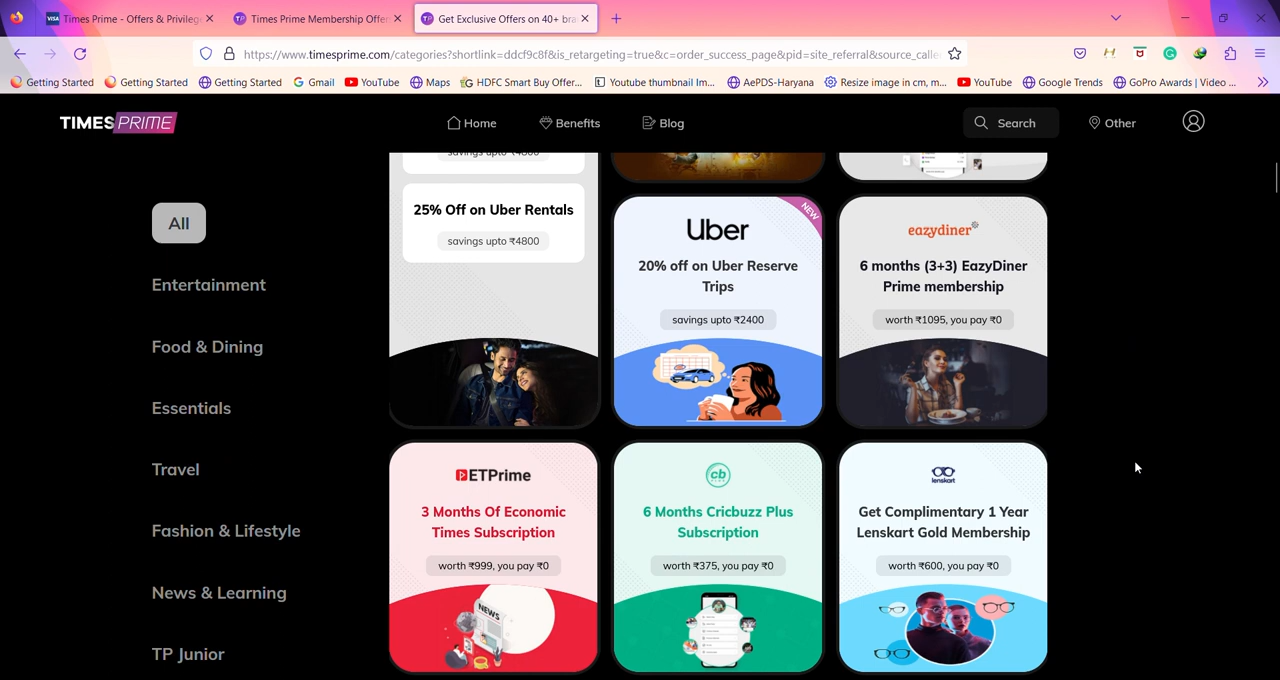 Times Prime - Offers & Privileg
Times Prime Membership Offer
Get Exclusive Offers on 40+ bra
https://www.timesprime.com/categories?shortlink=ddcf9c8f&is_retargeting=true&c=order_success_page&pid=site_referral&source_calle
Getting Started
Getting Started
Getting Started
Gmail
YouTube
Maps
HDFC Smart Buy Offer...
Youtube thumbnail Im...
AePDS-Haryana
Resize image in cm, m...
YouTube
Google Trends
GoPro Awards | Video ...
TIMES PRIME
Home
Benefits
Blog
Search
Other
All
Entertainment
Food & Dining
Essentials
Travel
Fashion & Lifestyle
News & Learning
TP Junior
savings upto ₹4800
25% Off on Uber Rentals
savings upto ₹4800
NEW
Uber
20% off on Uber Reserve
Trips
savings upto ₹2400
eazydiner
6 months (3+3) EazyDiner
Prime membership
worth ₹1095, you pay ₹0
ETPrime
3 Months Of Economic
Times Subscription
worth ₹999, you pay ₹0
NEWS
cb
6 Months Cricbuzz Plus
Subscription
worth ₹375, you pay ₹0
lenskart
Get Complimentary 1 Year
Lenskart Gold Membership
worth ₹600, you pay ₹0